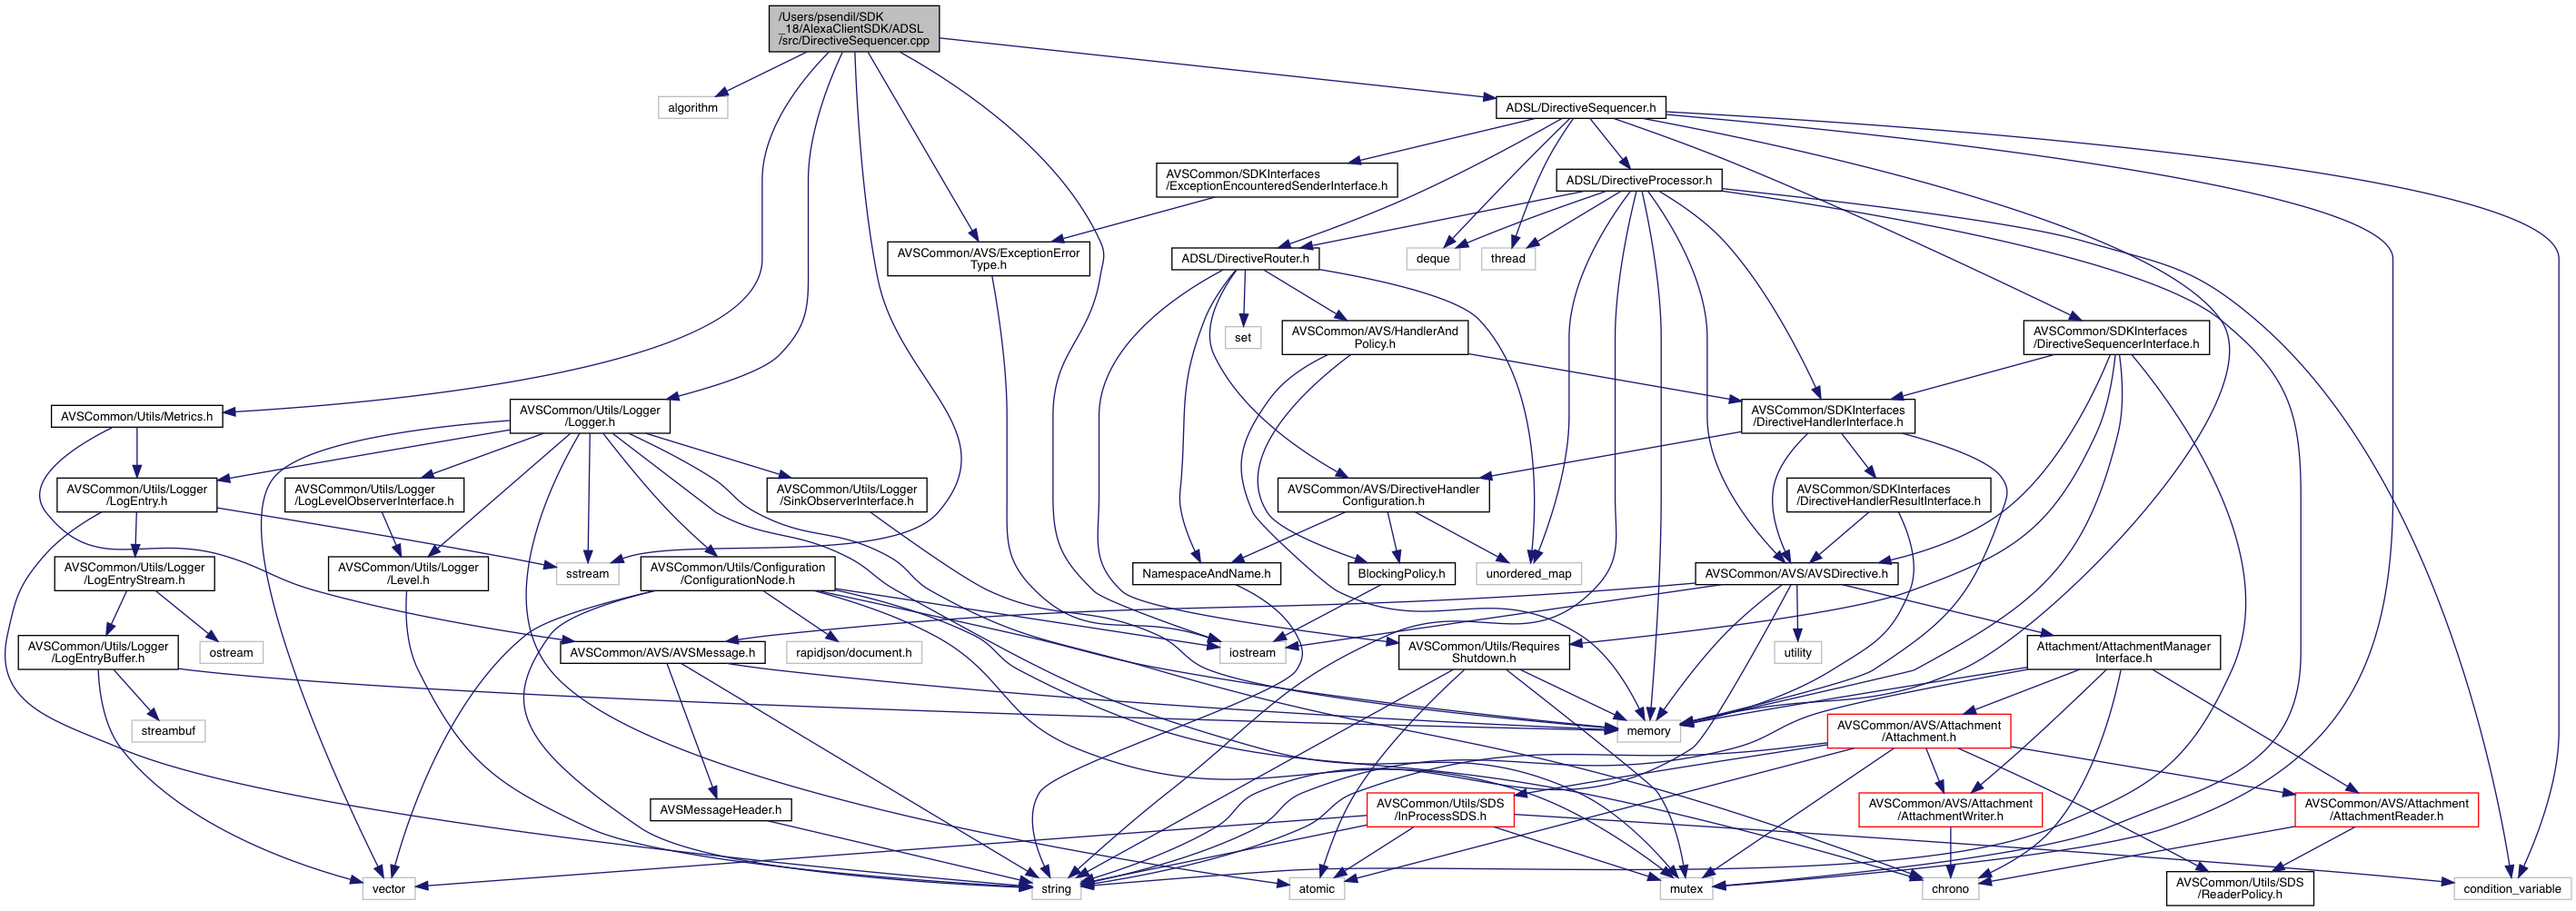 /Users/psendil/SDK
_18/AlexaClientSDK/ADSL
/src/DirectiveSequencer.cpp
algorithm
ADSL/DirectiveSequencer.h
AVSCommon/SDKInterfaces
/ExceptionEncounteredSenderInterface.h
ADSL/DirectiveProcessor.h
AVSCommon/AVS/ExceptionError
Type.h
ADSL/DirectiveRouter.h
deque
thread
set
AVSCommon/AVS/HandlerAnd
Policy.h
AVSCommon/SDKInterfaces
/DirectiveSequencerInterface.h
AVSCommon/Utils/Metrics.h
AVSCommon/Utils/Logger
/Logger.h
AVSCommon/SDKInterfaces
/DirectiveHandlerInterface.h
AVSCommon/Utils/Logger
/LogEntry.h
AVSCommon/Utils/Logger
/LogLevelObserverInterface.h
AVSCommon/Utils/Logger
/SinkObserverInterface.h
AVSCommon/AVS/DirectiveHandler
Configuration.h
AVSCommon/SDKInterfaces
/DirectiveHandlerResultInterface.h
AVSCommon/Utils/Logger
/LogEntryStream.h
AVSCommon/Utils/Logger
/Level.h
sstream
AVSCommon/Utils/Configuration
/ConfigurationNode.h
NamespaceAndName.h
BlockingPolicy.h
unordered_map
AVSCommon/AVS/AVSDirective.h
AVSCommon/Utils/Logger
/LogEntryBuffer.h
ostream
AVSCommon/AVS/AVSMessage.h
rapidjson/document.h
iostream
AVSCommon/Utils/Requires
Shutdown.h
utility
Attachment/AttachmentManager
Interface.h
streambuf
memory
AVSCommon/AVS/Attachment
/Attachment.h
AVSMessageHeader.h
AVSCommon/Utils/SDS
/InProcessSDS.h
AVSCommon/AVS/Attachment
/AttachmentWriter.h
AVSCommon/AVS/Attachment
/AttachmentReader.h
vector
string
atomic
mutex
chrono
AVSCommon/Utils/SDS
/ReaderPolicy.h
condition_variable